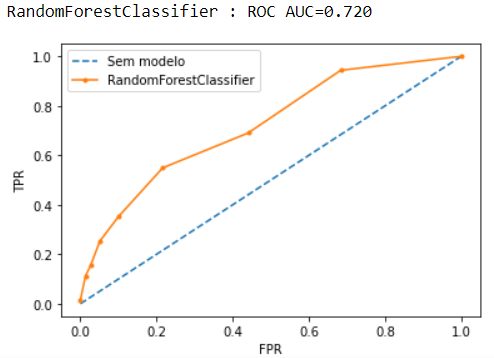 RandomForestClassifier : ROC AUC=0.720
Sem modelo
RandomForestClassifier
1.0
0.8
0.6
0.4
0.2
0.0
TPR
0.0 0.2 0.4 0.6 0.8 1.0
FPR